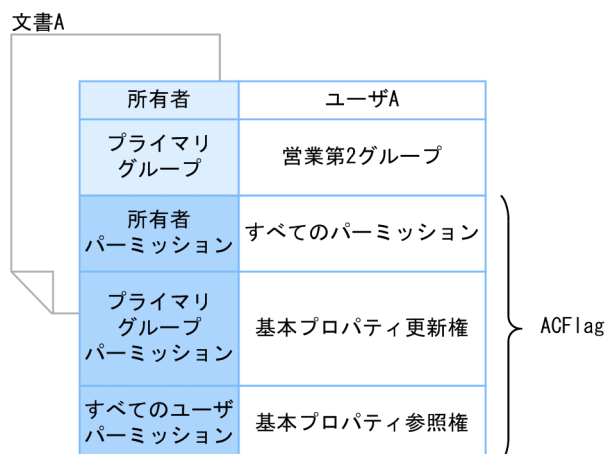 文書A
所有者
ユーザA
プライマリ
グループ
営業第2グループ
所有者
パーミッション
すべてのパーミッション
プライマリ
グループ
パーミッション
基本プロパティ更新権
ACFlag
すべてのユーザ
パーミッション
基本プロパティ参照権